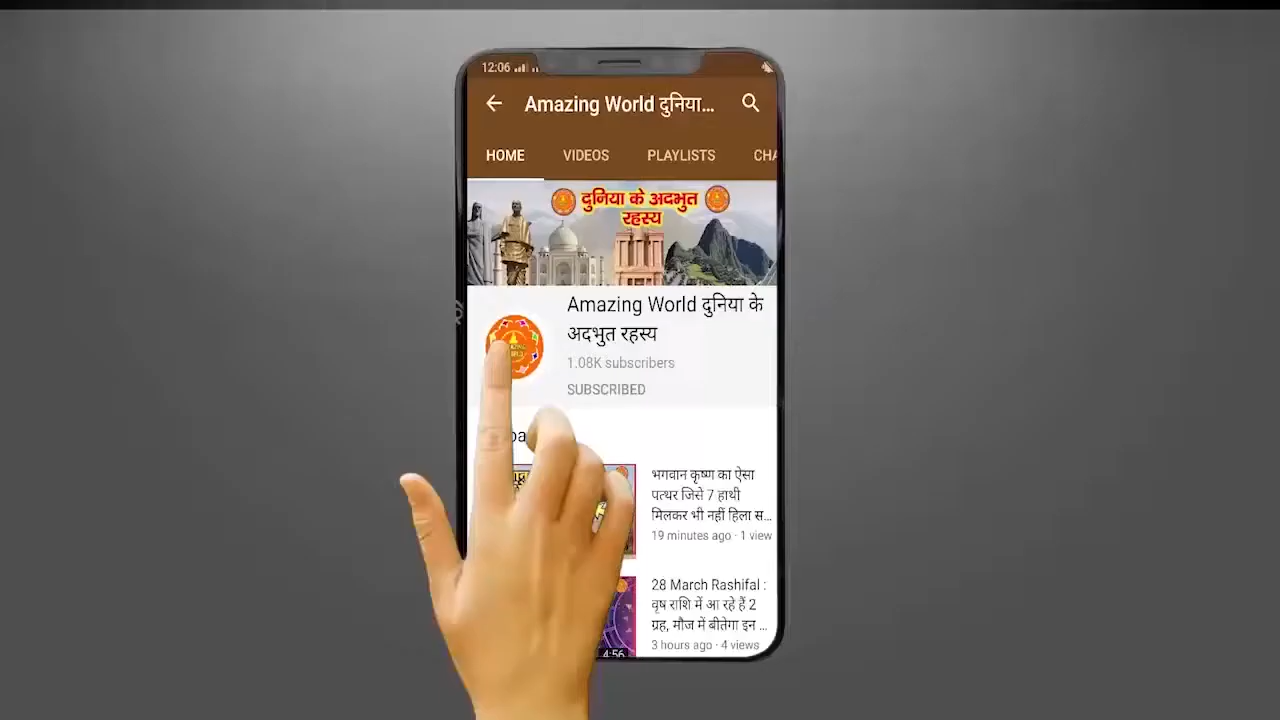 12:06
Amazing World दुनिया...
HOME VIDEOS PLAYLISTS CHA
दुनिया के अदभुत
रहस्य
Amazing World दुनिया के
अदभुत रहस्य
1.08K subscribers
SUBSCRIBED
भगवान कृष्ण का ऐसा
पत्थर जिसे 7 हाथी
मिलकर भी नहीं हिला स...
19 minutes ago · 1 view
28 March Rashifal :
वृष राशि में आ रहे हैं 2
ग्रह, मौज में बीतेगा इन ...
3 hours ago · 4 views
4:56